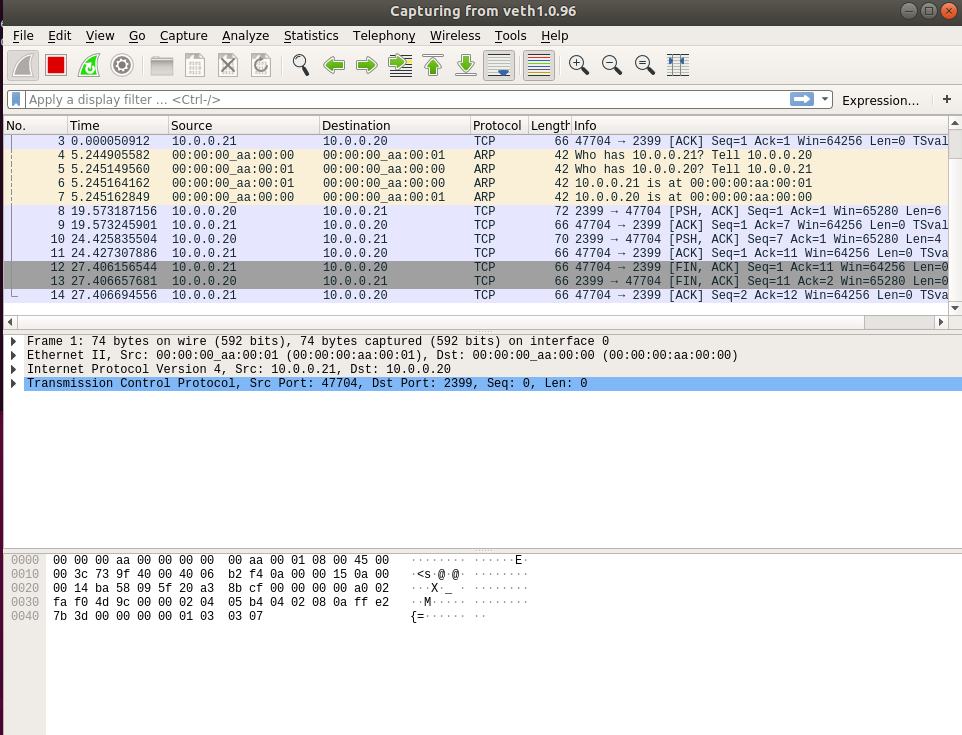 Capturing from veth1.0.96
File Edit View Go Capture Analyze Statistics Telephony Wireless Tools Help
Apply a display filter … <Ctrl-/> Expression… +
No. Time Source Destination Protocol Length Info
3 0.000050912 10.0.0.21 10.0.0.20 TCP 66 47704 → 2399 [ACK] Seq=1 Ack=1 Win=64256 Len=0 TSval
4 5.244905582 00:00:00_aa:00:00 00:00:00_aa:00:01 ARP 42 Who has 10.0.0.21? Tell 10.0.0.20
5 5.245149560 00:00:00_aa:00:01 00:00:00_aa:00:00 ARP 42 Who has 10.0.0.20? Tell 10.0.0.21
6 5.245164162 00:00:00_aa:00:01 00:00:00_aa:00:00 ARP 42 10.0.0.21 is at 00:00:00:aa:00:01
7 5.245162849 00:00:00_aa:00:00 00:00:00_aa:00:01 ARP 42 10.0.0.20 is at 00:00:00:aa:00:00
8 19.573187156 10.0.0.20 10.0.0.21 TCP 72 2399 → 47704 [PSH, ACK] Seq=1 Ack=1 Win=65280 Len=6
9 19.573245901 10.0.0.21 10.0.0.20 TCP 66 47704 → 2399 [ACK] Seq=1 Ack=7 Win=64256 Len=0 TSval
10 24.425835504 10.0.0.20 10.0.0.21 TCP 70 2399 → 47704 [PSH, ACK] Seq=7 Ack=1 Win=65280 Len=4
11 24.427307886 10.0.0.21 10.0.0.20 TCP 66 47704 → 2399 [ACK] Seq=1 Ack=11 Win=64256 Len=0 TSva
12 27.406156544 10.0.0.21 10.0.0.20 TCP 66 47704 → 2399 [FIN, ACK] Seq=1 Ack=11 Win=64256 Len=0
13 27.406657681 10.0.0.20 10.0.0.21 TCP 66 2399 → 47704 [FIN, ACK] Seq=11 Ack=2 Win=65280 Len=0
14 27.406694556 10.0.0.21 10.0.0.20 TCP 66 47704 → 2399 [ACK] Seq=2 Ack=12 Win=64256 Len=0 TSva
Frame 1: 74 bytes on wire (592 bits), 74 bytes captured (592 bits) on interface 0
Ethernet II, Src: 00:00:00_aa:00:01 (00:00:00:aa:00:01), Dst: 00:00:00_aa:00:00 (00:00:00:aa:00:00)
Internet Protocol Version 4, Src: 10.0.0.21, Dst: 10.0.0.20
Transmission Control Protocol, Src Port: 47704, Dst Port: 2399, Seq: 0, Len: 0
0000 00 00 00 aa 00 00 00 00 00 aa 00 01 08 00 45 00 ········ ······E·
0010 00 3c 73 9f 40 00 40 06 b2 f4 0a 00 00 15 0a 00 ·<s·@·@· ········
0020 00 14 ba 58 09 5f 20 a3 8b cf 00 00 00 00 a0 02 ···X·_ · ········
0030 fa f0 4d 9c 00 00 02 04 05 b4 04 02 08 0a ff e2 ··M····· ········
0040 7b 3d 00 00 00 00 01 03 03 07 {=······ ··